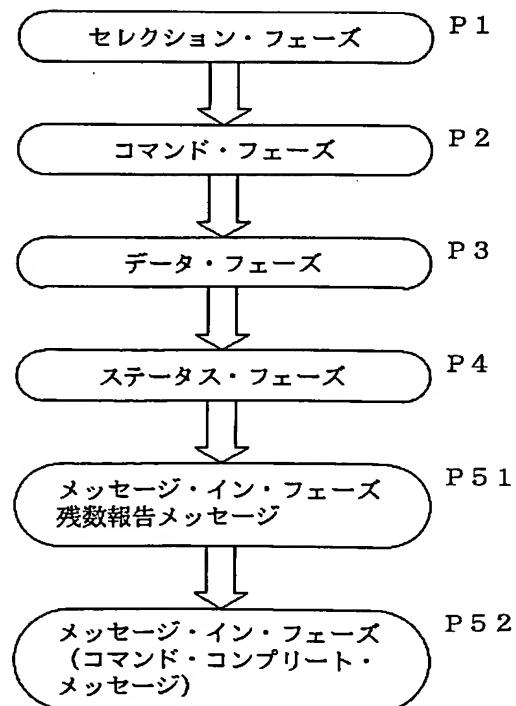 セレクション・フェーズ P1
コマンド・フェーズ P2
データ・フェーズ P3
ステータス・フェーズ P4
メッセージ・イン・フェーズ P51
残数報告メッセージ
メッセージ・イン・フェーズ P52
(コマンド・コンプリート・
メッセージ)